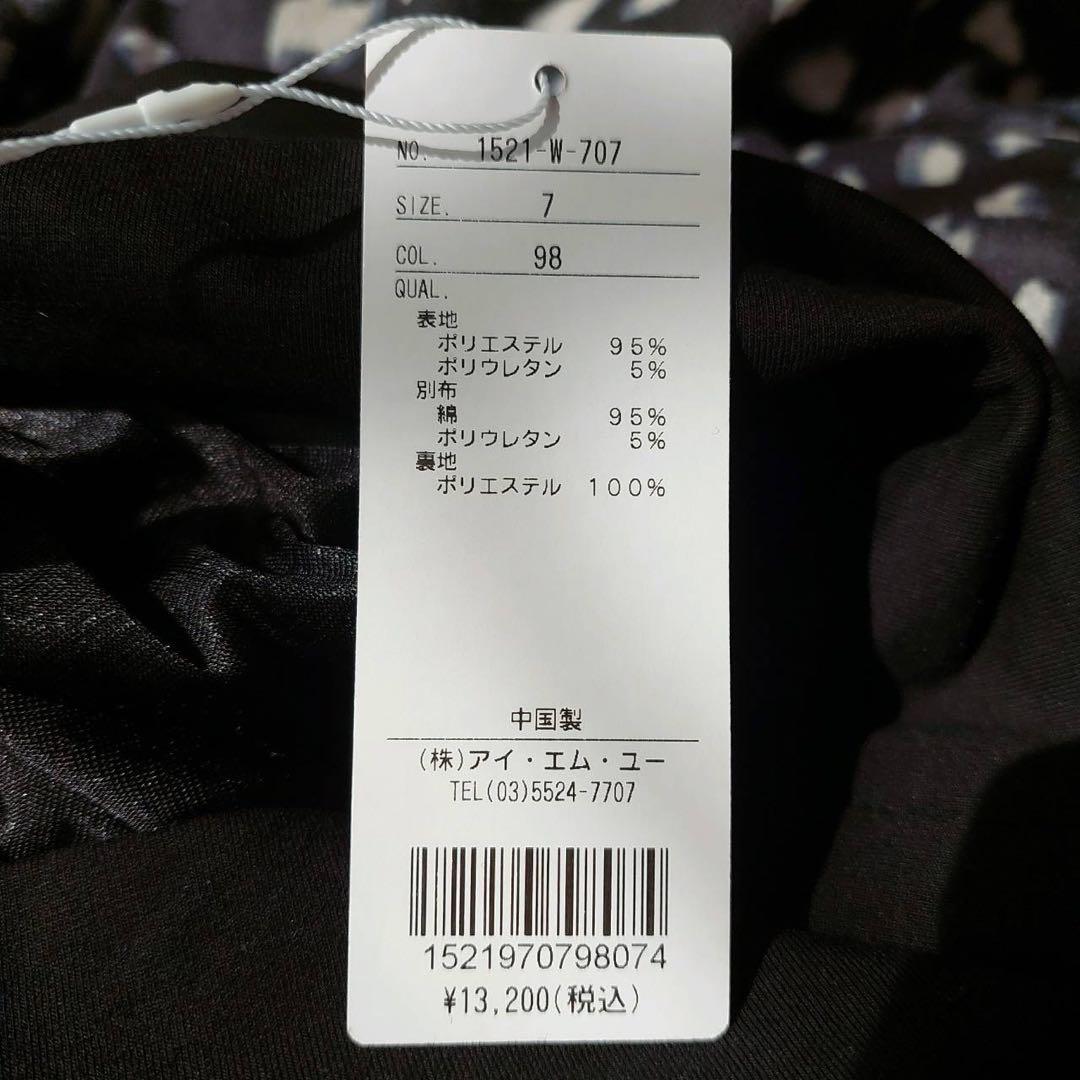 NO. 1521-W-707
SIZE. 7
COL. 98
QUAL.
表地
ポリエステル 95%
ポリウレタン 5%
別布
綿 95%
ポリウレタン 5%
裏地
ポリエステル 100%
中国製
(株)アイ・エム・ユー
TEL(03)5524-7707
1521970798074
¥13,200(税込)